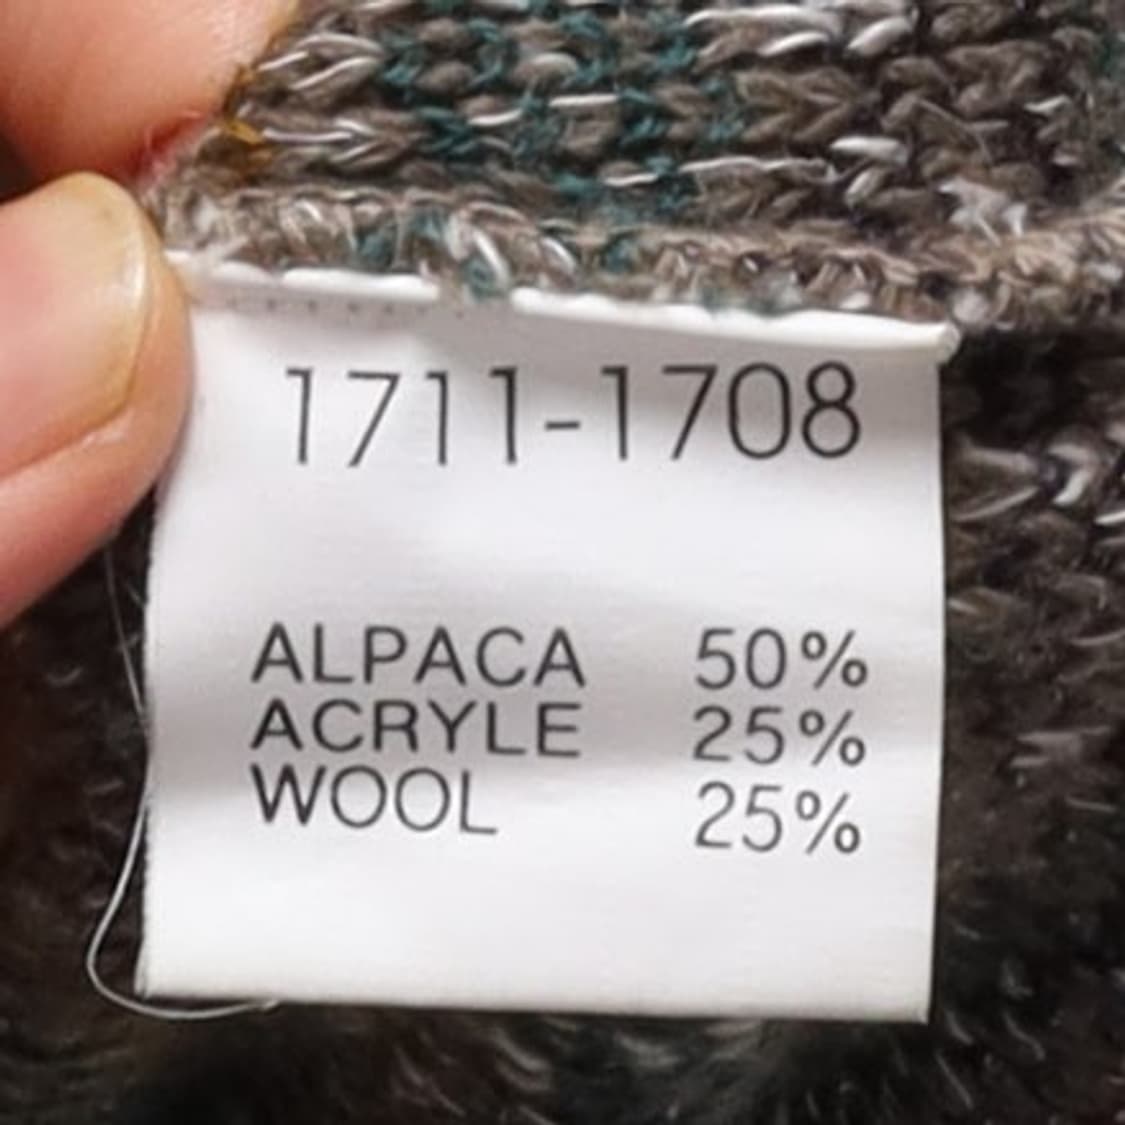 1711-1708
ALPACA 50%
ACRYLE 25%
WOOL 25%